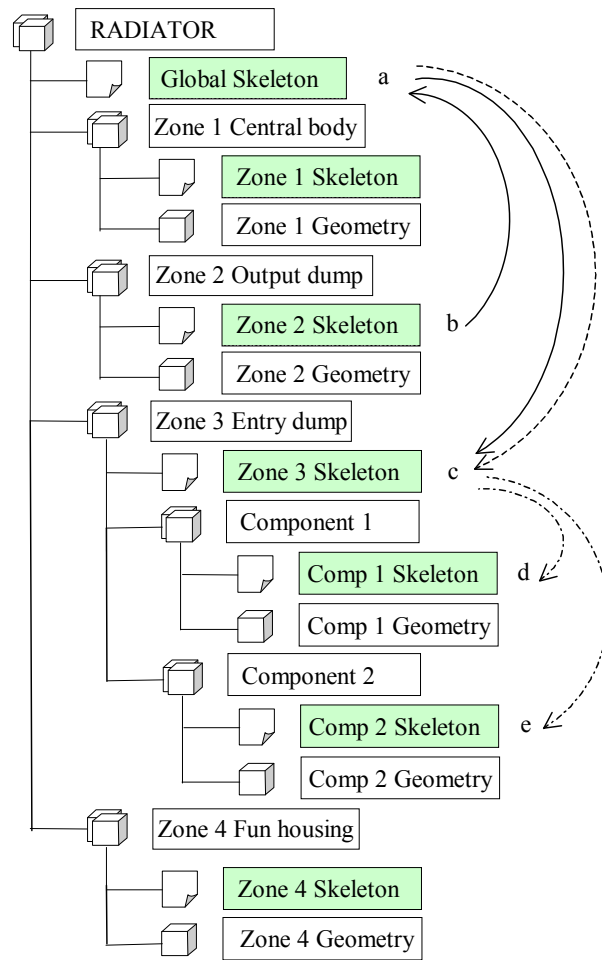 RADIATOR
Global Skeleton a
Zone 1 Central body
Zone 1 Skeleton
Zone 1 Geometry
Zone 2 Output dump
Zone 2 Skeleton b
Zone 2 Geometry
Zone 3 Entry dump
Zone 3 Skeleton c
Component 1
Comp 1 Skeleton d
Comp 1 Geometry
Component 2
Comp 2 Skeleton e
Comp 2 Geometry
Zone 4 Fun housing
Zone 4 Skeleton
Zone 4 Geometry